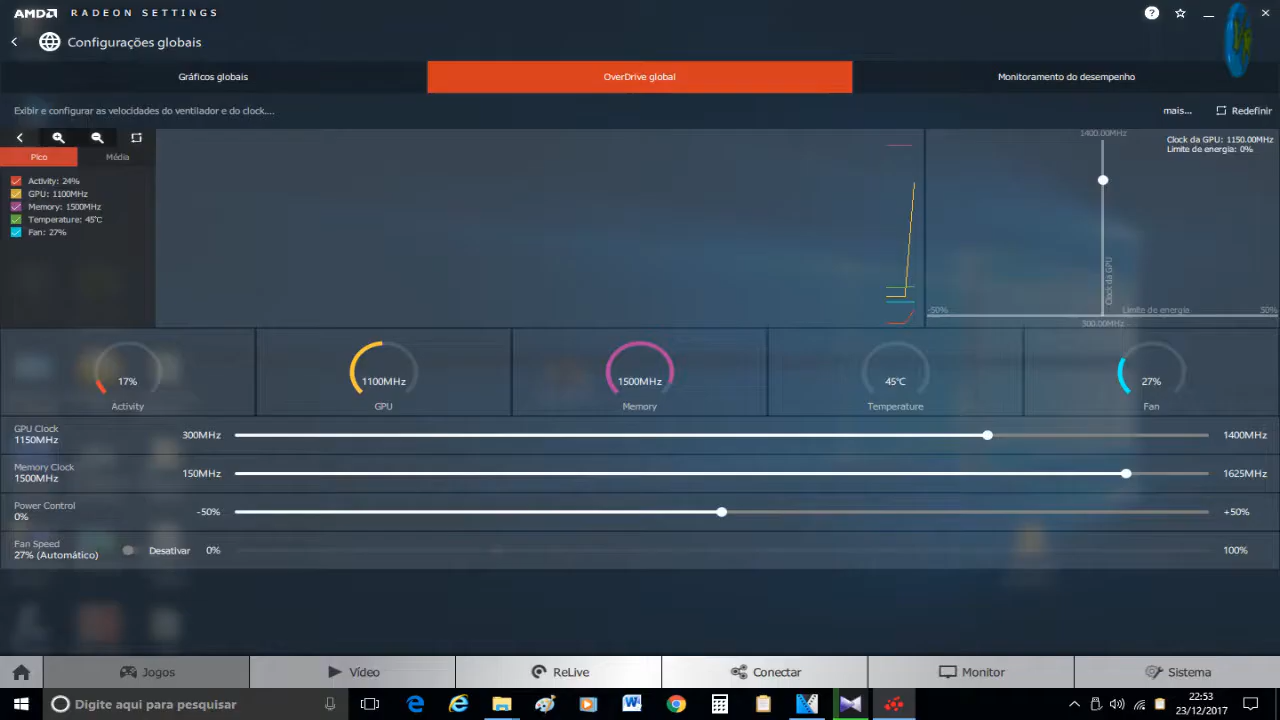 AMD RADEON SETTINGS
Configurações globais
Gráficos globais
OverDrive global
Monitoramento do desempenho
Exibir e configurar as velocidades do ventilador e do clock....
mais...
Redefinir
Pico
Média
Activity: 24%
GPU: 1100MHz
Memory: 1500MHz
Temperature: 45°C
Fan: 27%
1400.00MHz
Clock da GPU: 1150.00MHz
Limite de energia: 0%
Clock da GPU
-50%
Limite de energia
50%
300.00MHz
17%
Activity
1100MHz
GPU
1500MHz
Memory
45°C
Temperature
27%
Fan
GPU Clock
1150MHz
300MHz
1400MHz
Memory Clock
1500MHz
150MHz
1625MHz
Power Control
0%
-50%
+50%
Fan Speed
27% (Automático)
Desativar
0%
100%
Jogos
Vídeo
ReLive
Conectar
Monitor
Sistema
Digite aqui para pesquisar
22:53
23/12/2017